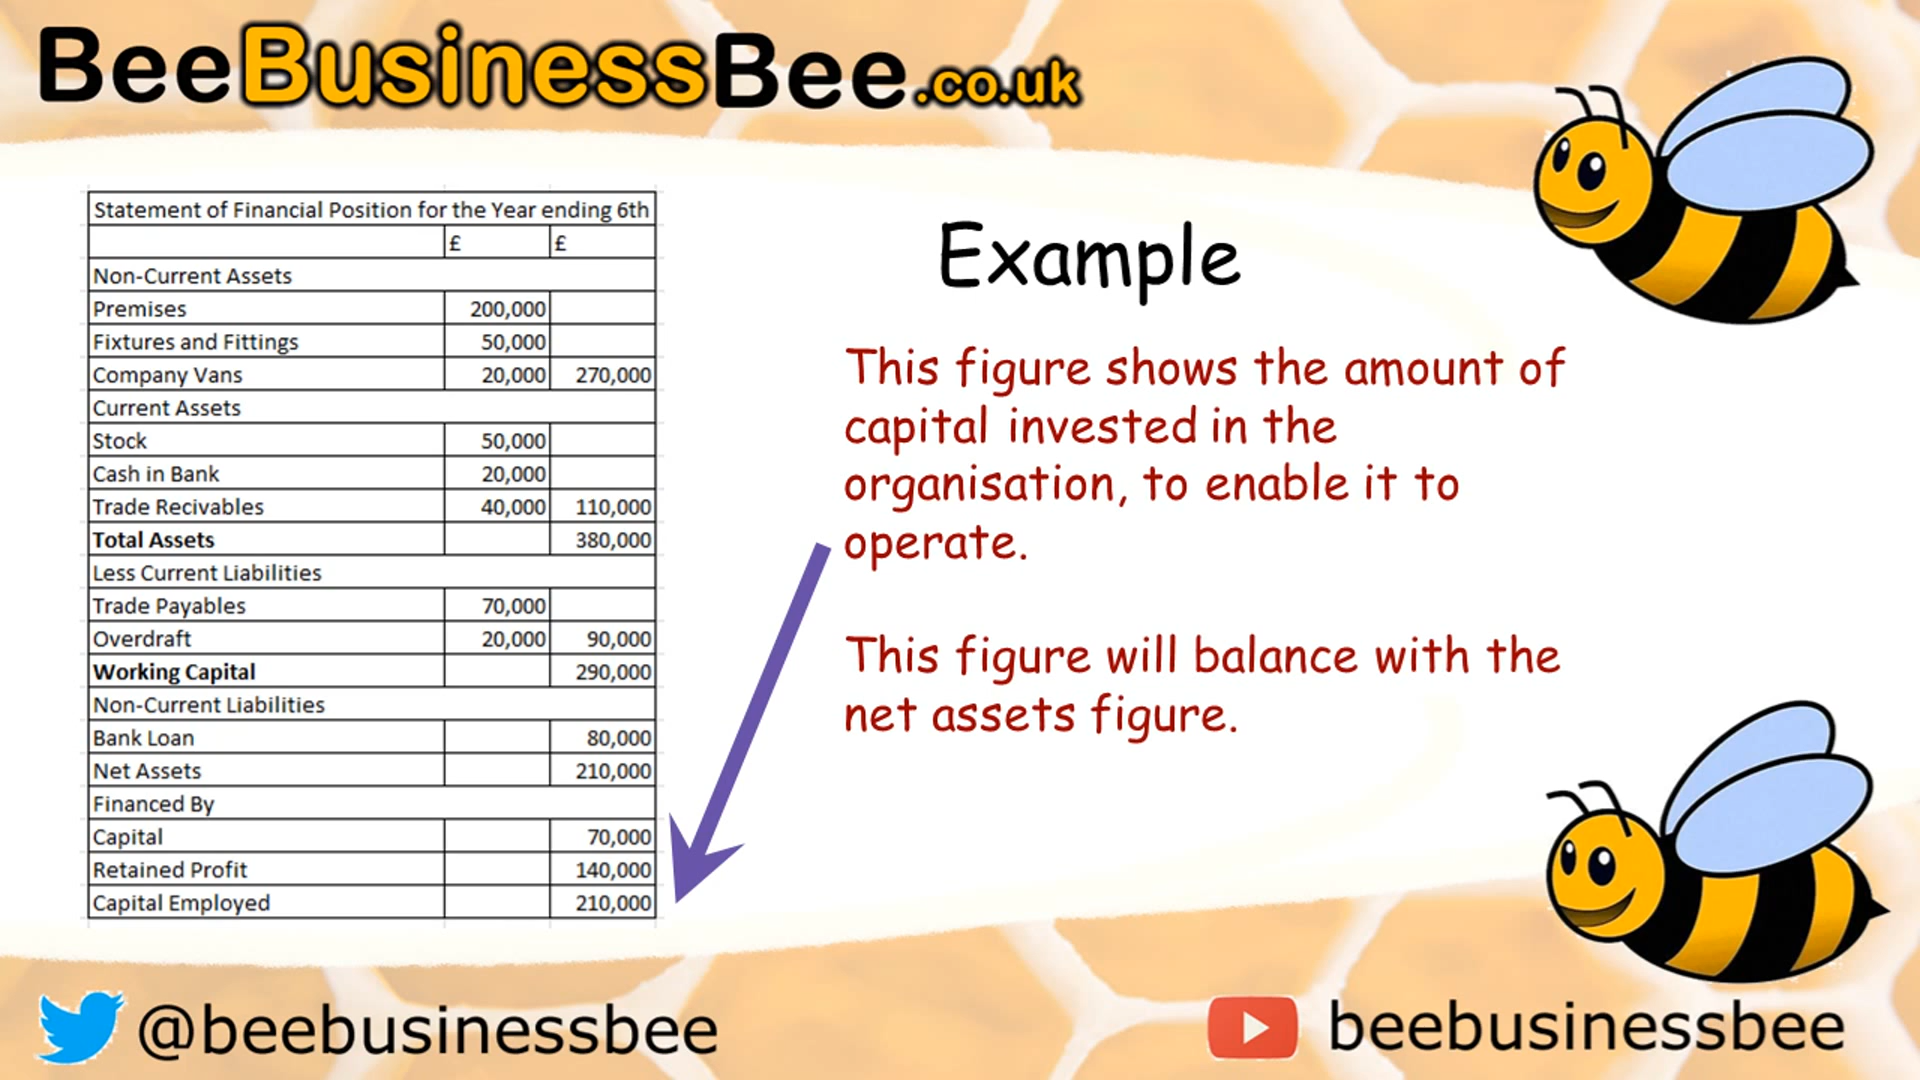 BeeBusinessBee.co.uk
Statement of Financial Position for the Year ending 6th
£ £
Non-Current Assets
Premises 200,000
Fixtures and Fittings 50,000
Company Vans 20,000 270,000
Current Assets
Stock 50,000
Cash in Bank 20,000
Trade Recivables 40,000 110,000
Total Assets 380,000
Less Current Liabilities
Trade Payables 70,000
Overdraft 20,000 90,000
Working Capital 290,000
Non-Current Liabilities
Bank Loan 80,000
Net Assets 210,000
Financed By
Capital 70,000
Retained Profit 140,000
Capital Employed 210,000
Example
This figure shows the amount of
capital invested in the
organisation, to enable it to
operate.
This figure will balance with the
net assets figure.
@beebusinessbee
beebusinessbee